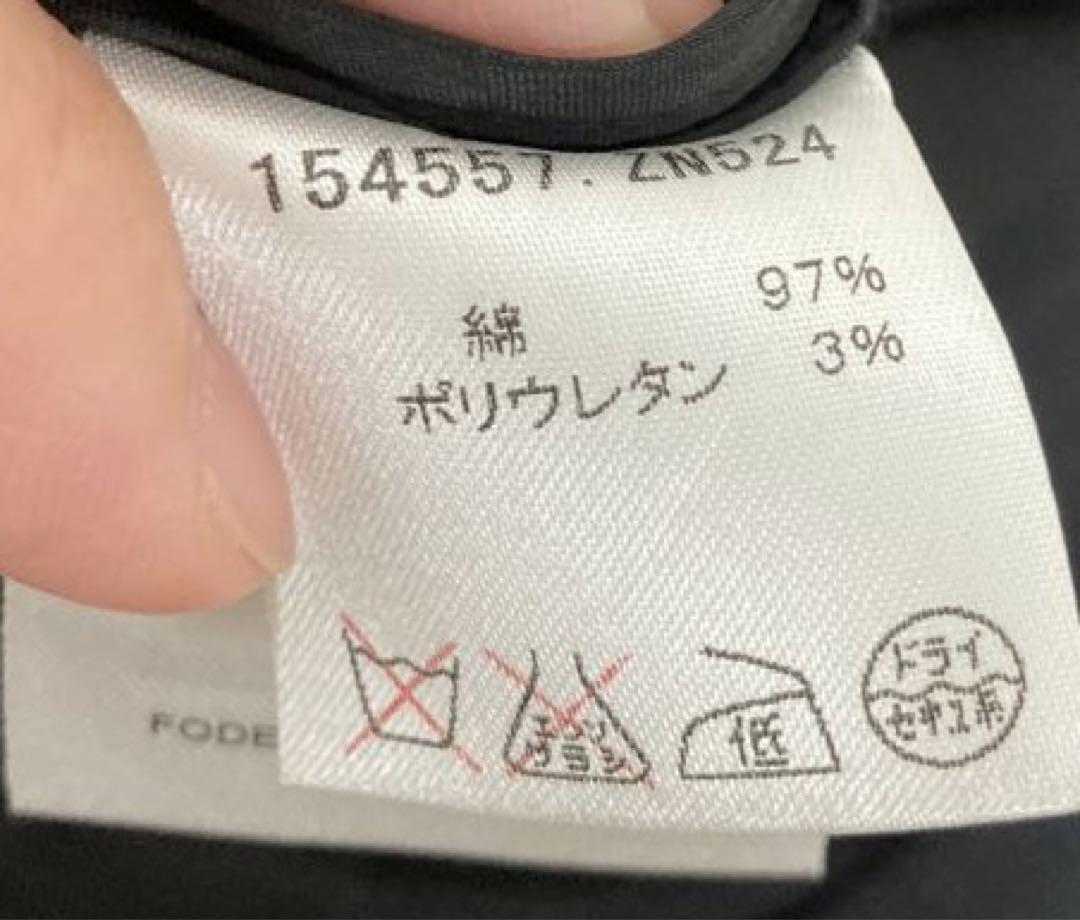 154557. ZN524
綿 97%
ポリウレタン 3%
エンソ
サラシ
低
ドライ
セキユ系
FODE